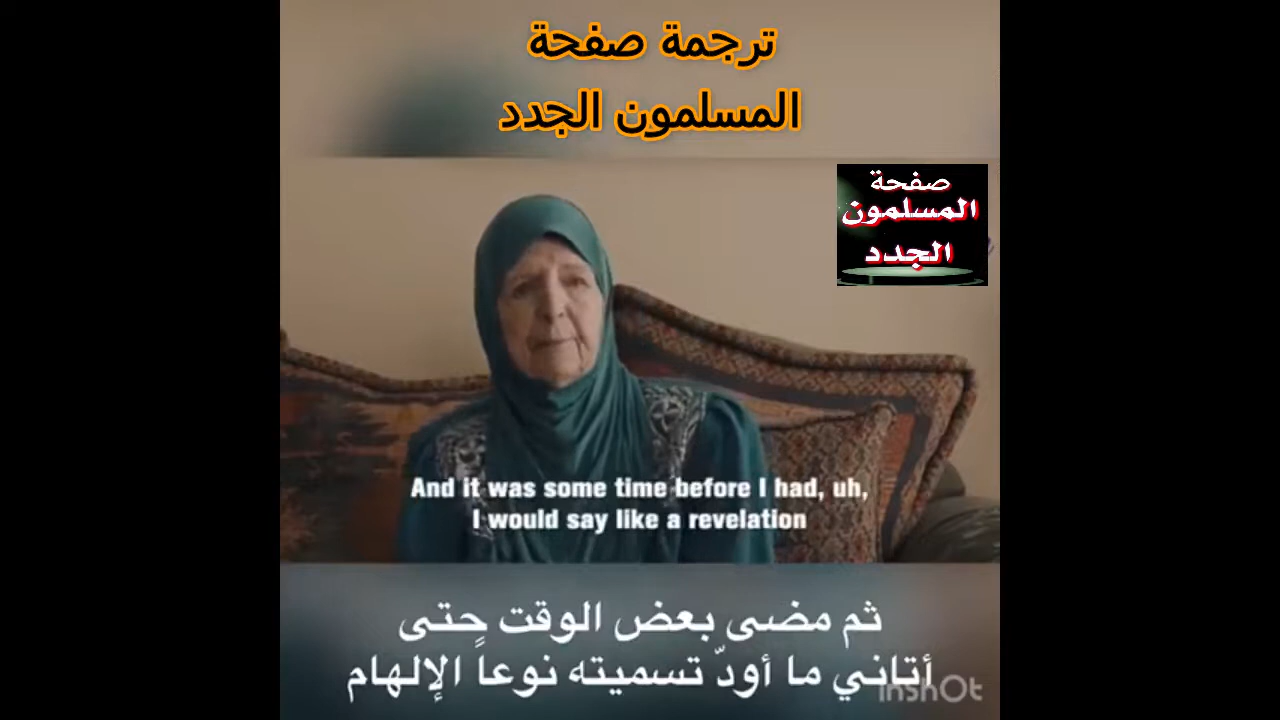 ترجمة صفحة
المسلمون الجدد
صفحة
المسلمون
الجدد
And it was some time before I had, uh,
I would say like a revelation
ثم مضى بعض الوقت حتى
أتاني ما أودّ تسميته نوعاً الإلهام
InShOt